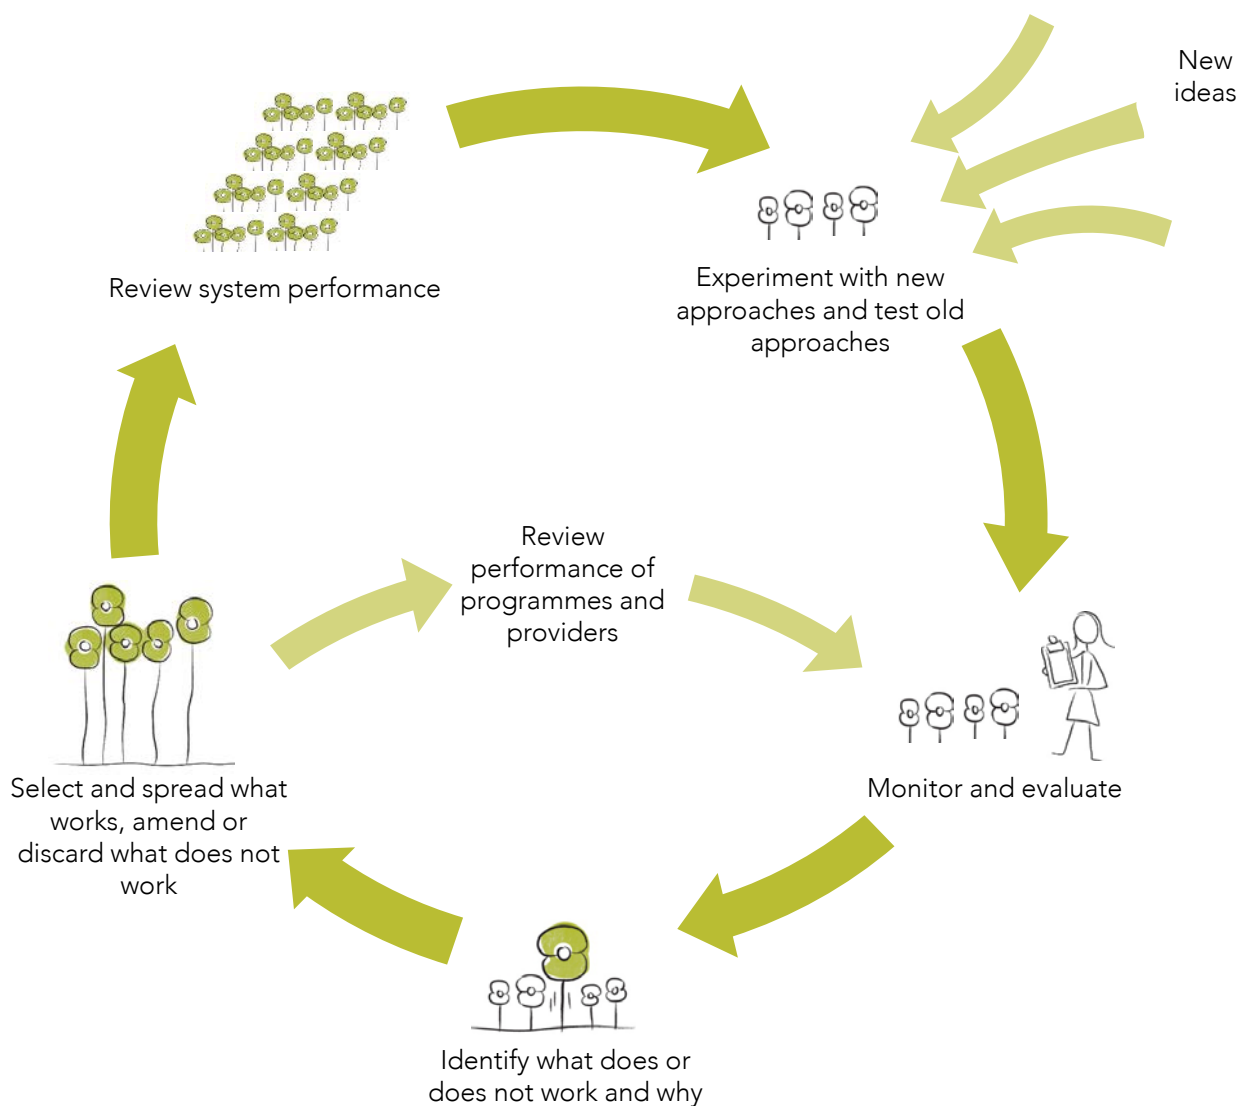 New
ideas
Review system performance
Experiment with new
approaches and test old
approaches
Review
performance of
programmes and
providers
Monitor and evaluate
Select and spread what
works, amend or
discard what does not
work
Identify what does or
does not work and why